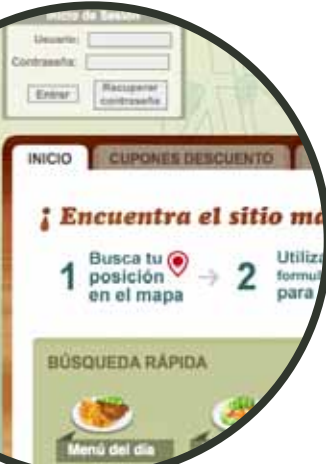 Inicio de Sesión
Usuario:
Contraseña:
Entrar
Recuperar
contraseña
INICIO
CUPONES DESCUENTO
¡ Encuentra el sitio
1
Busca tu
posición
en el mapa
→
2
para
BÚSQUEDA RÁPIDA
Menú del día